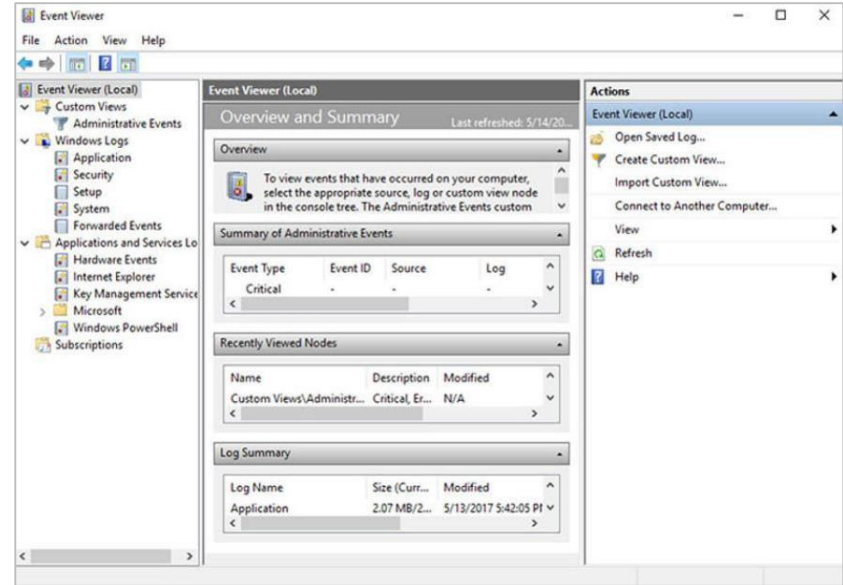 Event Viewer
File Action View Help
Event Viewer (Local)
Custom Views
Administrative Events
Windows Logs
Application
Security
Setup
System
Forwarded Events
Applications and Services Lo
Hardware Events
Internet Explorer
Key Management Service
Microsoft
Windows PowerShell
Subscriptions
Event Viewer (Local)
Overview and Summary Last refreshed: 5/14/20...
Overview
To view events that have occurred on your computer,
select the appropriate source, log or custom view node
in the console tree. The Administrative Events custom
Summary of Administrative Events
Event Type Event ID Source Log
Critical - - -
Recently Viewed Nodes
Name Description Modified
Custom Views\Administr... Critical, Er... N/A
Log Summary
Log Name Size (Curr... Modified
Application 2.07 MB/2... 5/13/2017 5:42:05 PM
Actions
Event Viewer (Local)
Open Saved Log...
Create Custom View...
Import Custom View...
Connect to Another Computer...
View
Refresh
Help